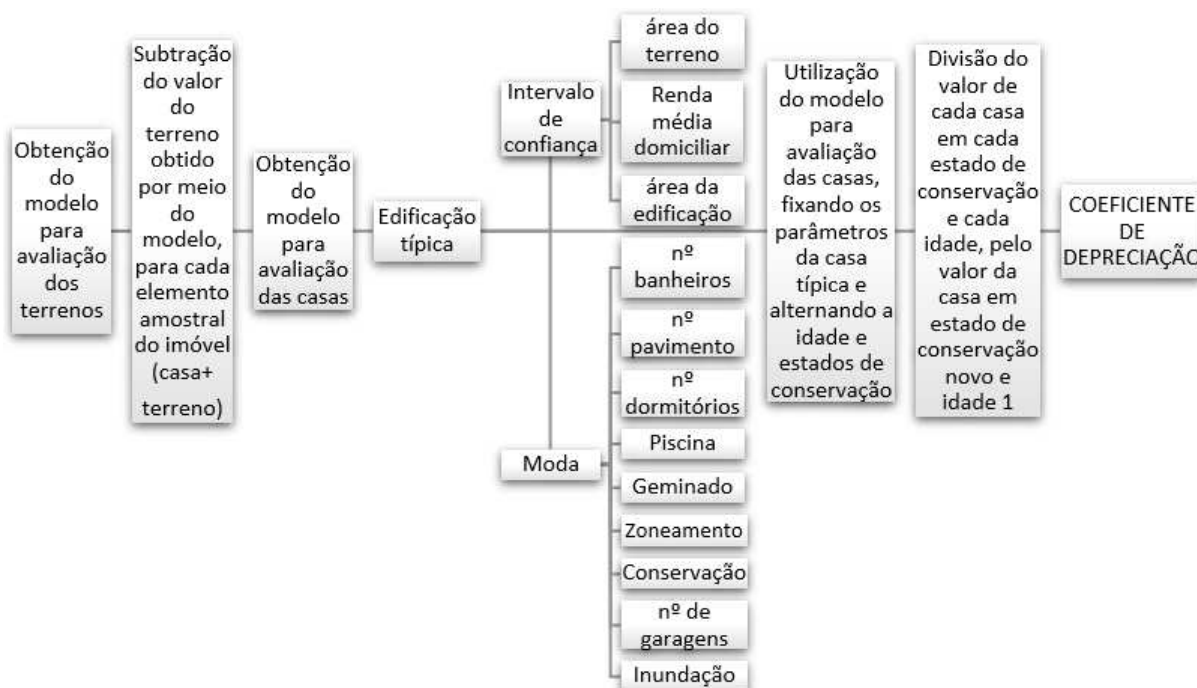 Obtenção
do
modelo
para
avaliação
dos
terrenos
Subtração
do valor
do
terreno
obtido
por meio
do
modelo,
para cada
elemento
amostral
do imóvel
(casa+
terreno)
Obtenção
do
modelo
para
avaliação
das casas
Edificação
típica
Intervalo
de
confiança
área do
terreno
Renda
média
domiciliar
área da
edificação
Moda
nº
banheiros
nº
pavimento
nº
dormitórios
Piscina
Geminado
Zoneamento
Conservação
nº de
garagens
Inundação
Utilização
do modelo
para
avaliação
das casas,
fixando os
parâmetros
da casa
típica e
alternando a
idade e
estados de
conservação
Divisão do
valor de
cada casa
em cada
estado de
conservação
e cada
idade, pelo
valor da
casa em
estado de
conservação
novo e
idade 1
COEFICIENTE
DE
DEPRECIAÇÃO